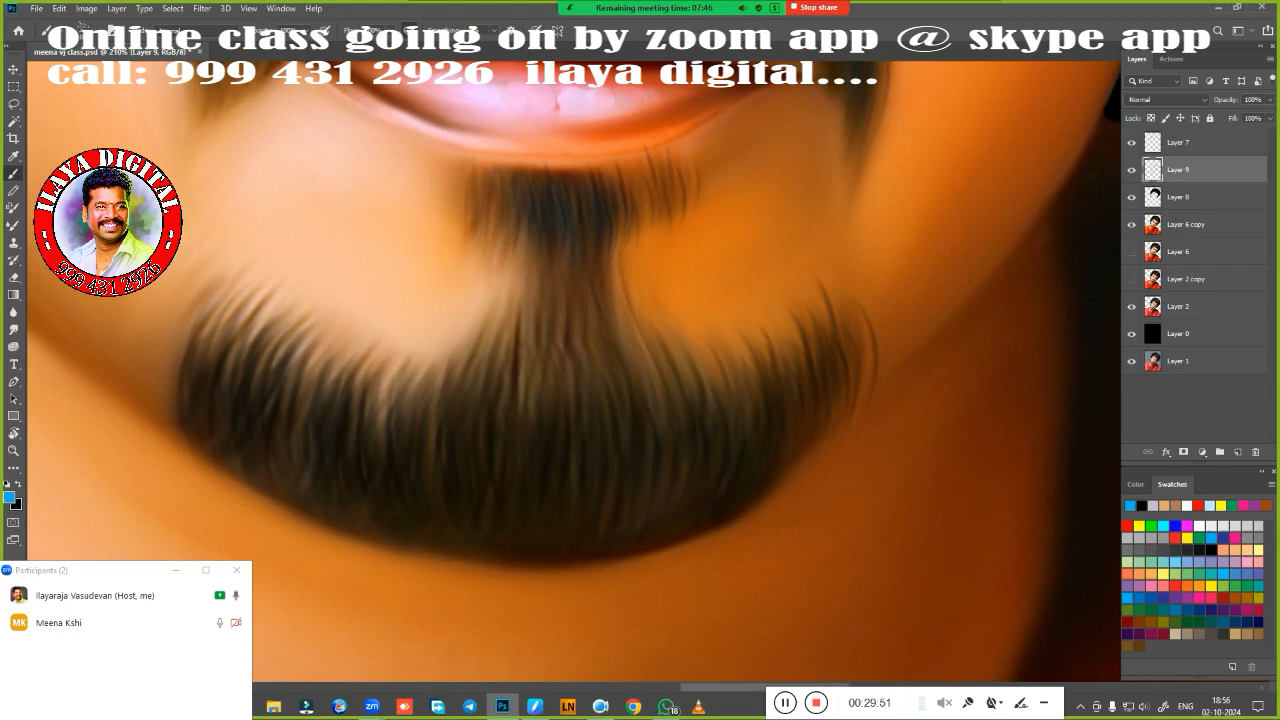 File Edit Image Layer Type Select Filter 3D View Window Help
Remaining meeting time: 07:46
Stop share
Online class going on by zoom app @ skype app
meena vj class.psd @ 210% (Layer 9, RGB/8) *
call: 999 431 2926 ilaya digital....
ILAYA DIGITAL
999 431 2926
Layers Actions
Kind
Normal Opacity: 100%
Lock: Fill: 100%
Layer 7
Layer 9
Layer 8
Layer 6 copy
Layer 6
Layer 2 copy
Layer 2
Layer 0
Layer 1
Color Swatches
Participants (2)
Ilayaraja Vasudevan (Host, me)
MK Meena Kshi
00:29:51
ENG
18:56
02-10-2024